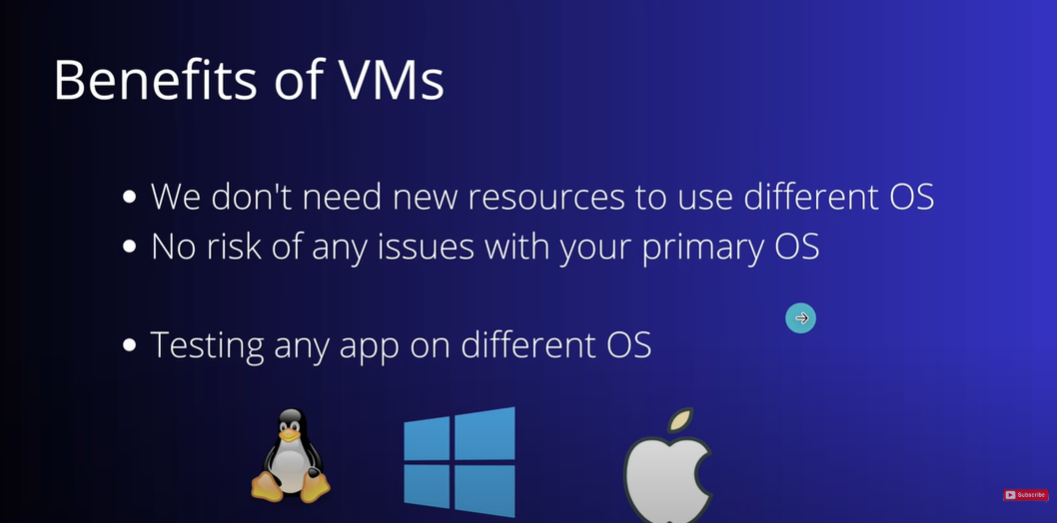 Benefits of VMs
• We don't need new resources to use different OS
• No risk of any issues with your primary OS
• Testing any app on different OS
Subscribe